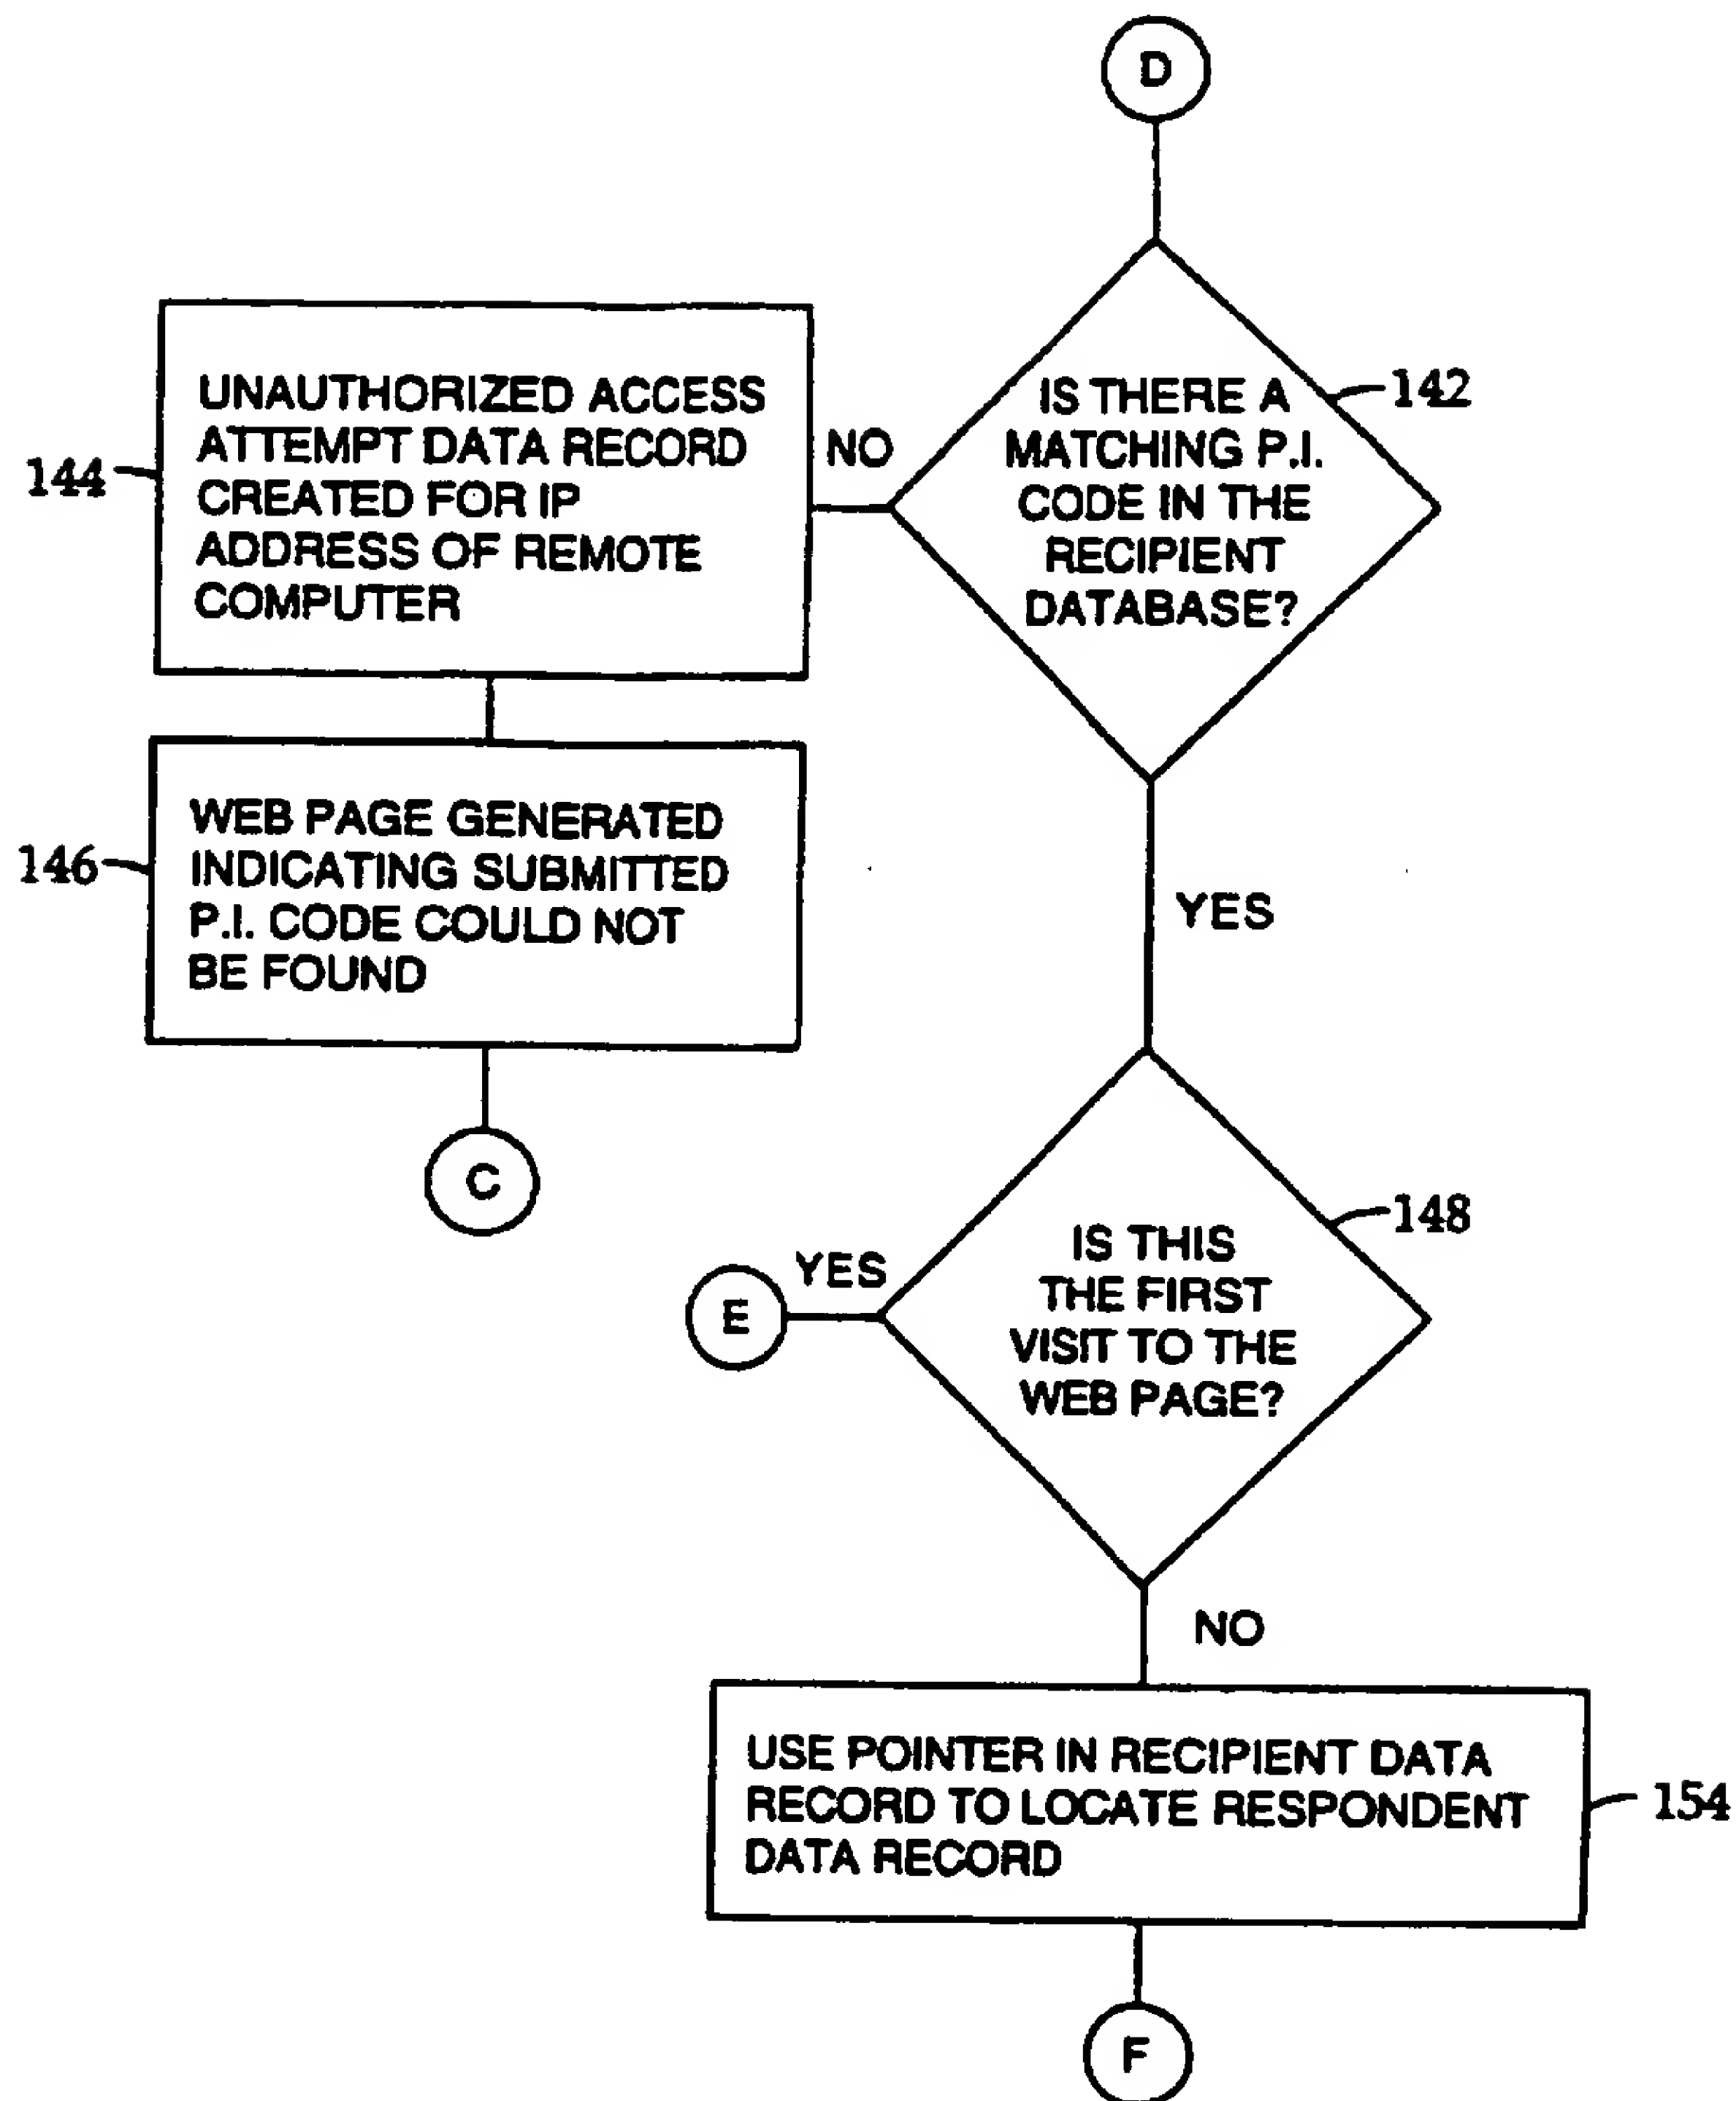 D
IS THERE A
MATCHING P.I.
CODE IN THE
RECIPIENT
DATABASE?
142
NO
UNAUTHORIZED ACCESS
ATTEMPT DATA RECORD
CREATED FOR IP
ADDRESS OF REMOTE
COMPUTER
144
WEB PAGE GENERATED
INDICATING SUBMITTED
P.I. CODE COULD NOT
BE FOUND
146
C
YES
IS THIS
THE FIRST
VISIT TO THE
WEB PAGE?
148
YES
E
NO
USE POINTER IN RECIPIENT DATA
RECORD TO LOCATE RESPONDENT
DATA RECORD
154
F